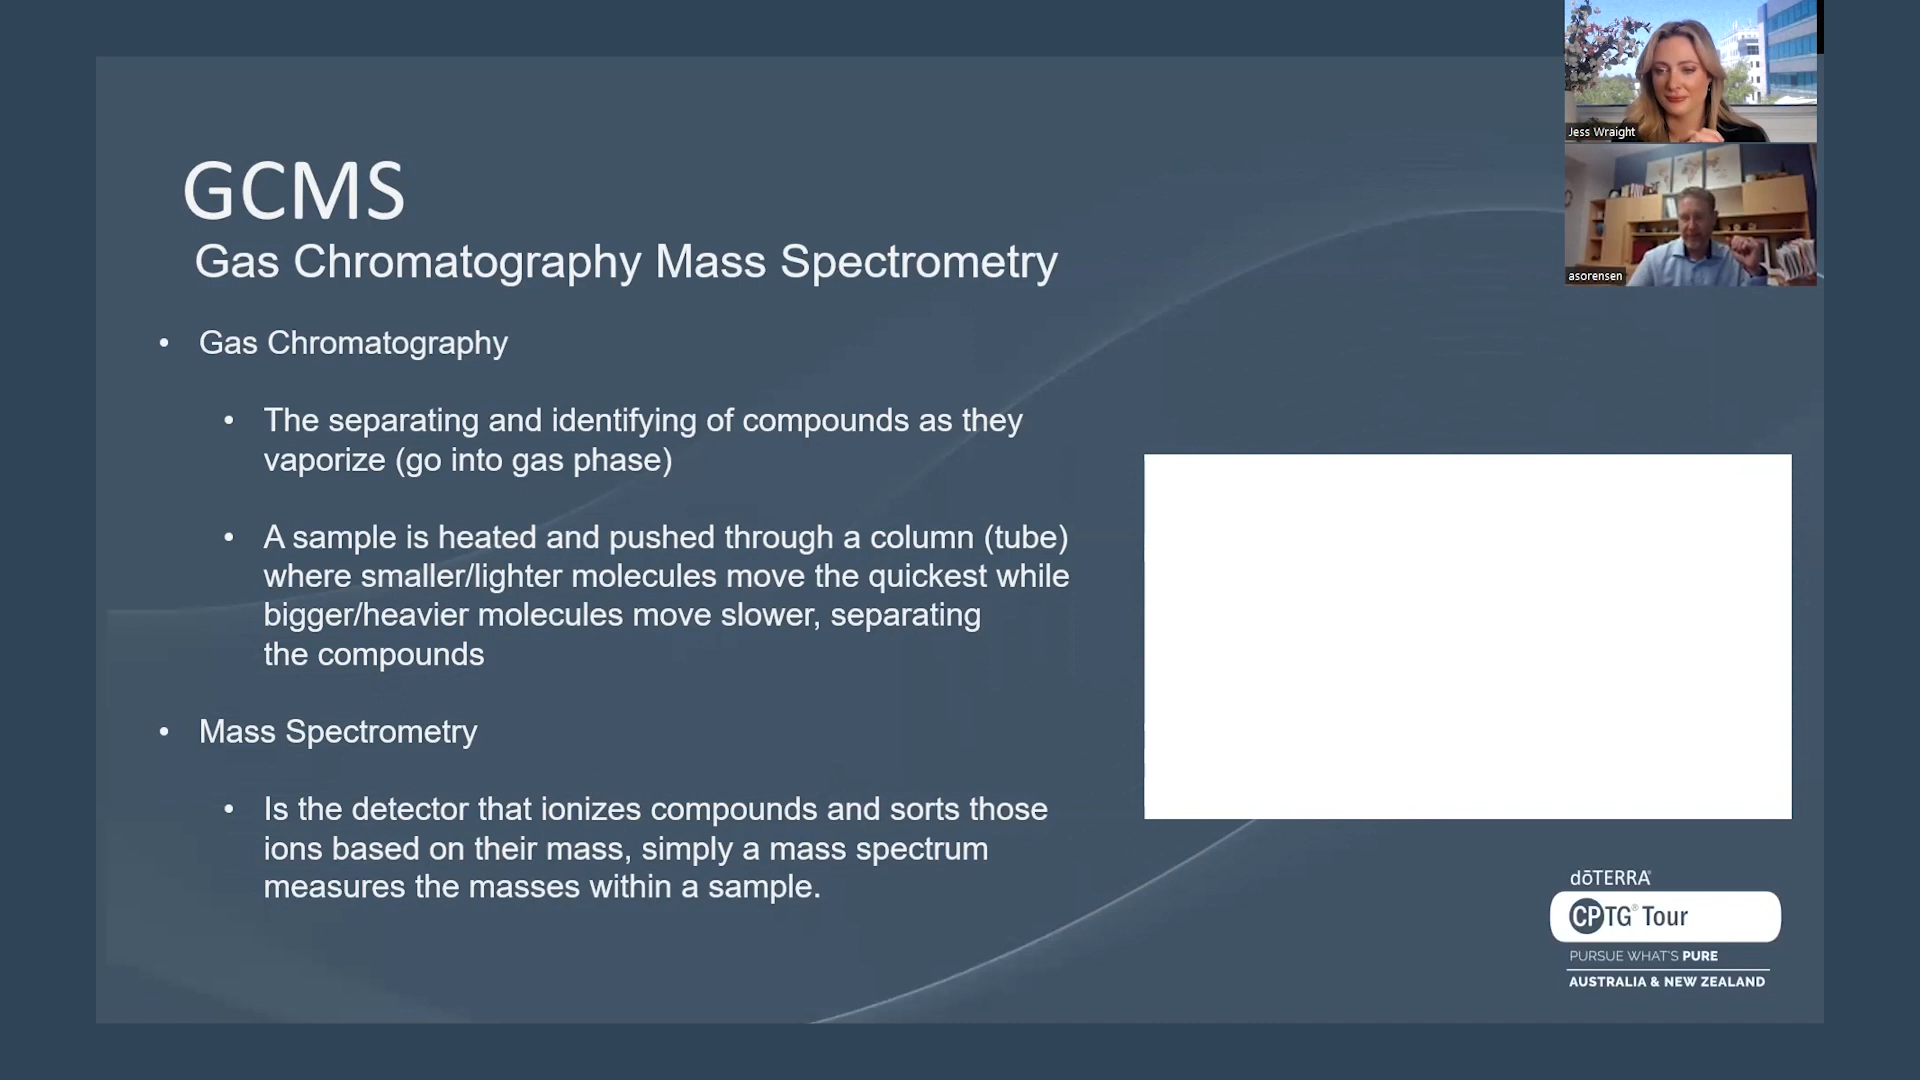 GCMS
Gas Chromatography Mass Spectrometry
• Gas Chromatography
• The separating and identifying of compounds as they
vaporize (go into gas phase)
• A sample is heated and pushed through a column (tube)
where smaller/lighter molecules move the quickest while
bigger/heavier molecules move slower, separating
the compounds
• Mass Spectrometry
• Is the detector that ionizes compounds and sorts those
ions based on their mass, simply a mass spectrum
measures the masses within a sample.
Jess Wraight
asorensen
dōTERRA®
CPTG® Tour
PURSUE WHAT'S PURE
AUSTRALIA & NEW ZEALAND